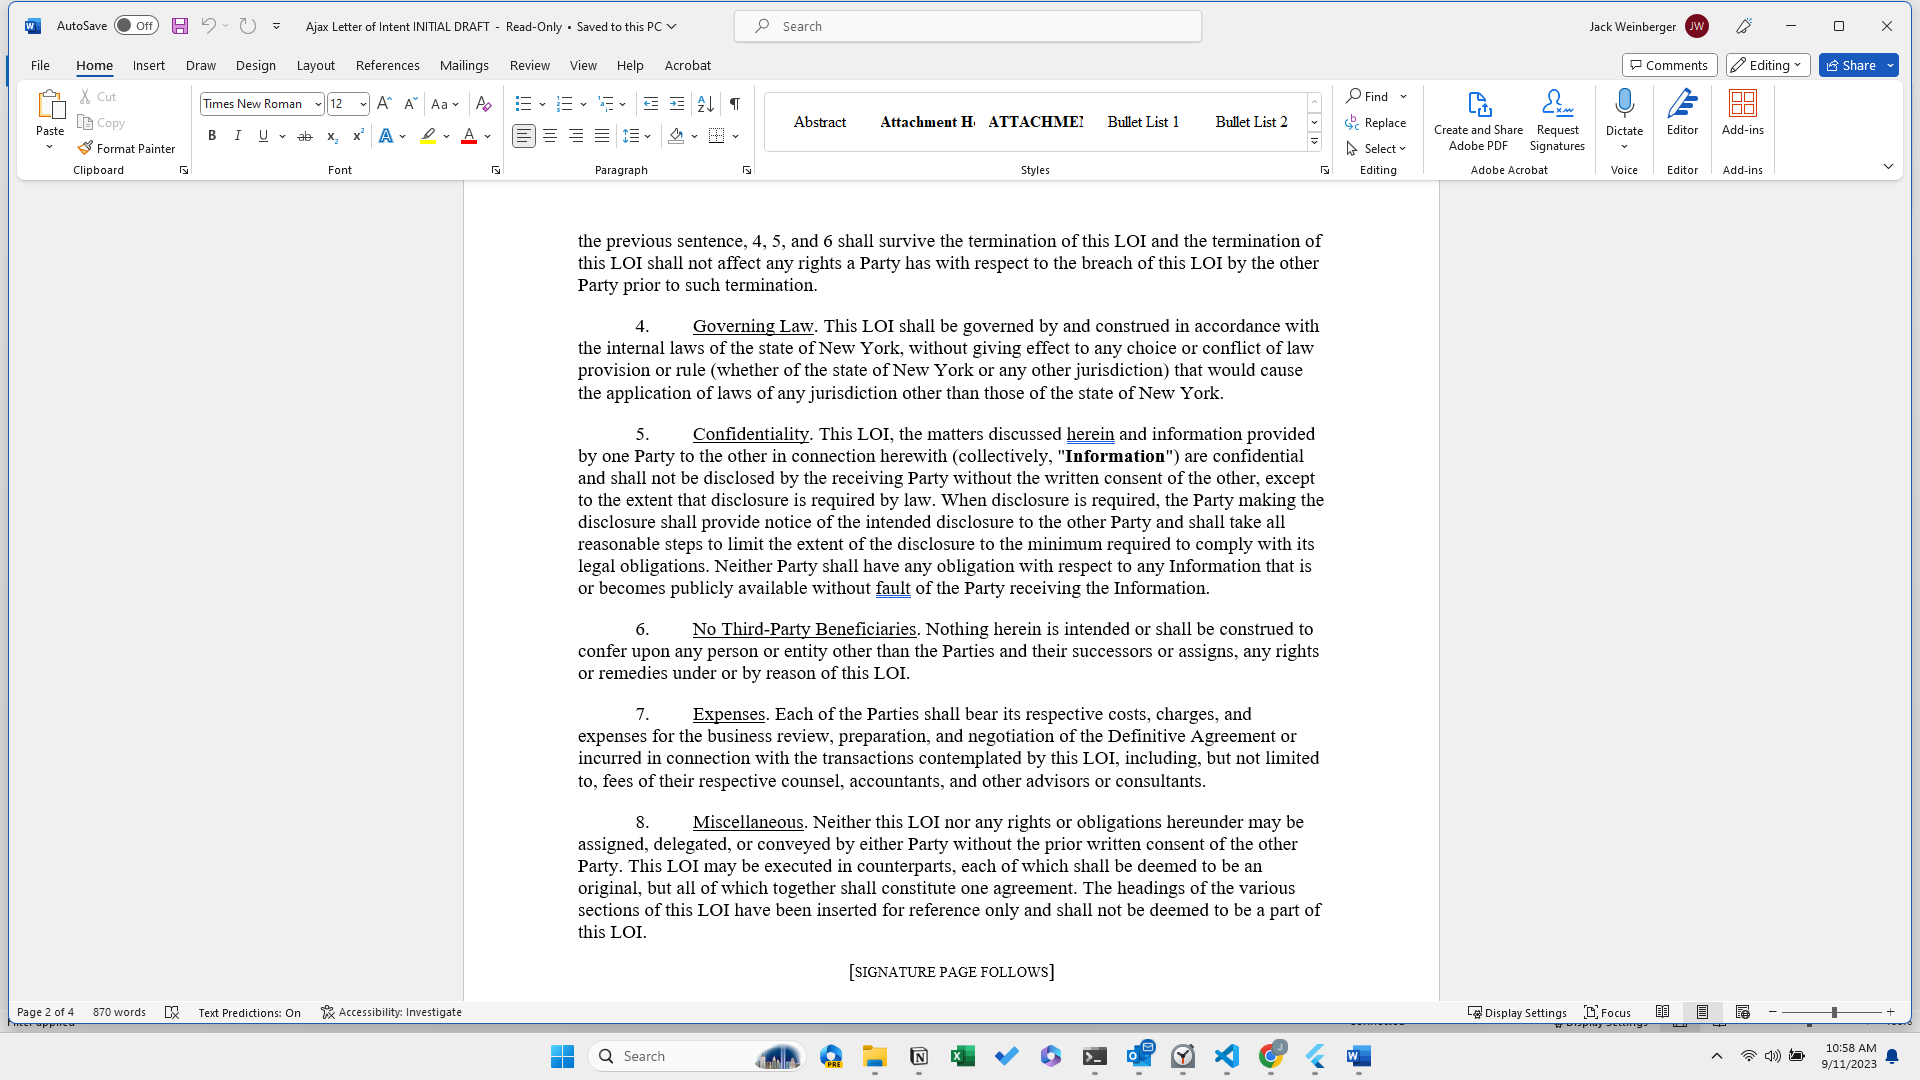 AutoSave Off Ajax Letter of Intent INITIAL DRAFT - Read-Only • Saved to this PC Search Jack Weinberger JW
File Home Insert Draw Design Layout References Mailings Review View Help Acrobat Comments Editing Share
Paste Cut Copy Format Painter Clipboard
Times New Roman 12 Font
Paragraph
Abstract Attachment He ATTACHMEN Bullet List 1 Bullet List 2 Styles
Find Replace Select Editing
Create and Share Adobe PDF Request Signatures Adobe Acrobat
Dictate Voice Editor Editor Add-ins Add-ins
the previous sentence, 4, 5, and 6 shall survive the termination of this LOI and the termination of
this LOI shall not affect any rights a Party has with respect to the breach of this LOI by the other
Party prior to such termination.
4. Governing Law. This LOI shall be governed by and construed in accordance with
the internal laws of the state of New York, without giving effect to any choice or conflict of law
provision or rule (whether of the state of New York or any other jurisdiction) that would cause
the application of laws of any jurisdiction other than those of the state of New York.
5. Confidentiality. This LOI, the matters discussed herein and information provided
by one Party to the other in connection herewith (collectively, "Information") are confidential
and shall not be disclosed by the receiving Party without the written consent of the other, except
to the extent that disclosure is required by law. When disclosure is required, the Party making the
disclosure shall provide notice of the intended disclosure to the other Party and shall take all
reasonable steps to limit the extent of the disclosure to the minimum required to comply with its
legal obligations. Neither Party shall have any obligation with respect to any Information that is
or becomes publicly available without fault of the Party receiving the Information.
6. No Third-Party Beneficiaries. Nothing herein is intended or shall be construed to
confer upon any person or entity other than the Parties and their successors or assigns, any rights
or remedies under or by reason of this LOI.
7. Expenses. Each of the Parties shall bear its respective costs, charges, and
expenses for the business review, preparation, and negotiation of the Definitive Agreement or
incurred in connection with the transactions contemplated by this LOI, including, but not limited
to, fees of their respective counsel, accountants, and other advisors or consultants.
8. Miscellaneous. Neither this LOI nor any rights or obligations hereunder may be
assigned, delegated, or conveyed by either Party without the prior written consent of the other
Party. This LOI may be executed in counterparts, each of which shall be deemed to be an
original, but all of which together shall constitute one agreement. The headings of the various
sections of this LOI have been inserted for reference only and shall not be deemed to be a part of
this LOI.
[SIGNATURE PAGE FOLLOWS]
Page 2 of 4 870 words Text Predictions: On Accessibility: Investigate Display Settings Focus
Search
10:58 AM
9/11/2023